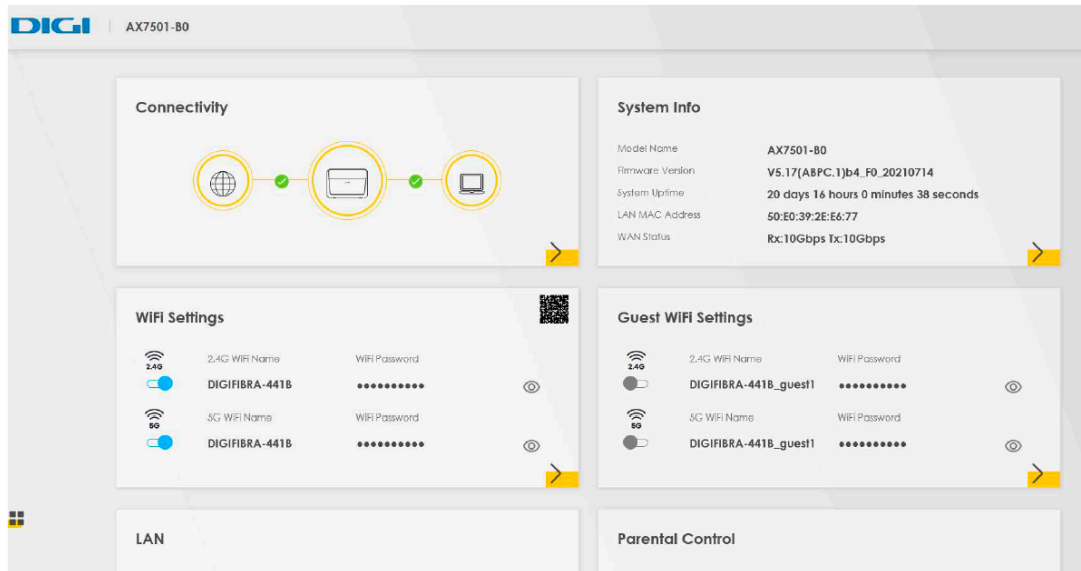 DIGI AX7501-B0
Connectivity
System Info
Model Name AX7501-B0
Firmware Version V5.17(ABPC.1)b4_F0_20210714
System Uptime 20 days 16 hours 0 minutes 38 seconds
LAN MAC Address 50:E0:39:2E:E6:77
WAN Status Rx:10Gbps Tx:10Gbps
WiFi Settings
2.4G 2.4G WiFi Name WiFi Password
DIGIFIBRA-441B ••••••••••
5G 5G WiFi Name WiFi Password
DIGIFIBRA-441B ••••••••••
Guest WiFi Settings
2.4G 2.4G WiFi Name WiFi Password
DIGIFIBRA-441B_guest1 ••••••••••
5G 5G WiFi Name WiFi Password
DIGIFIBRA-441B_guest1 ••••••••••
LAN
Parental Control